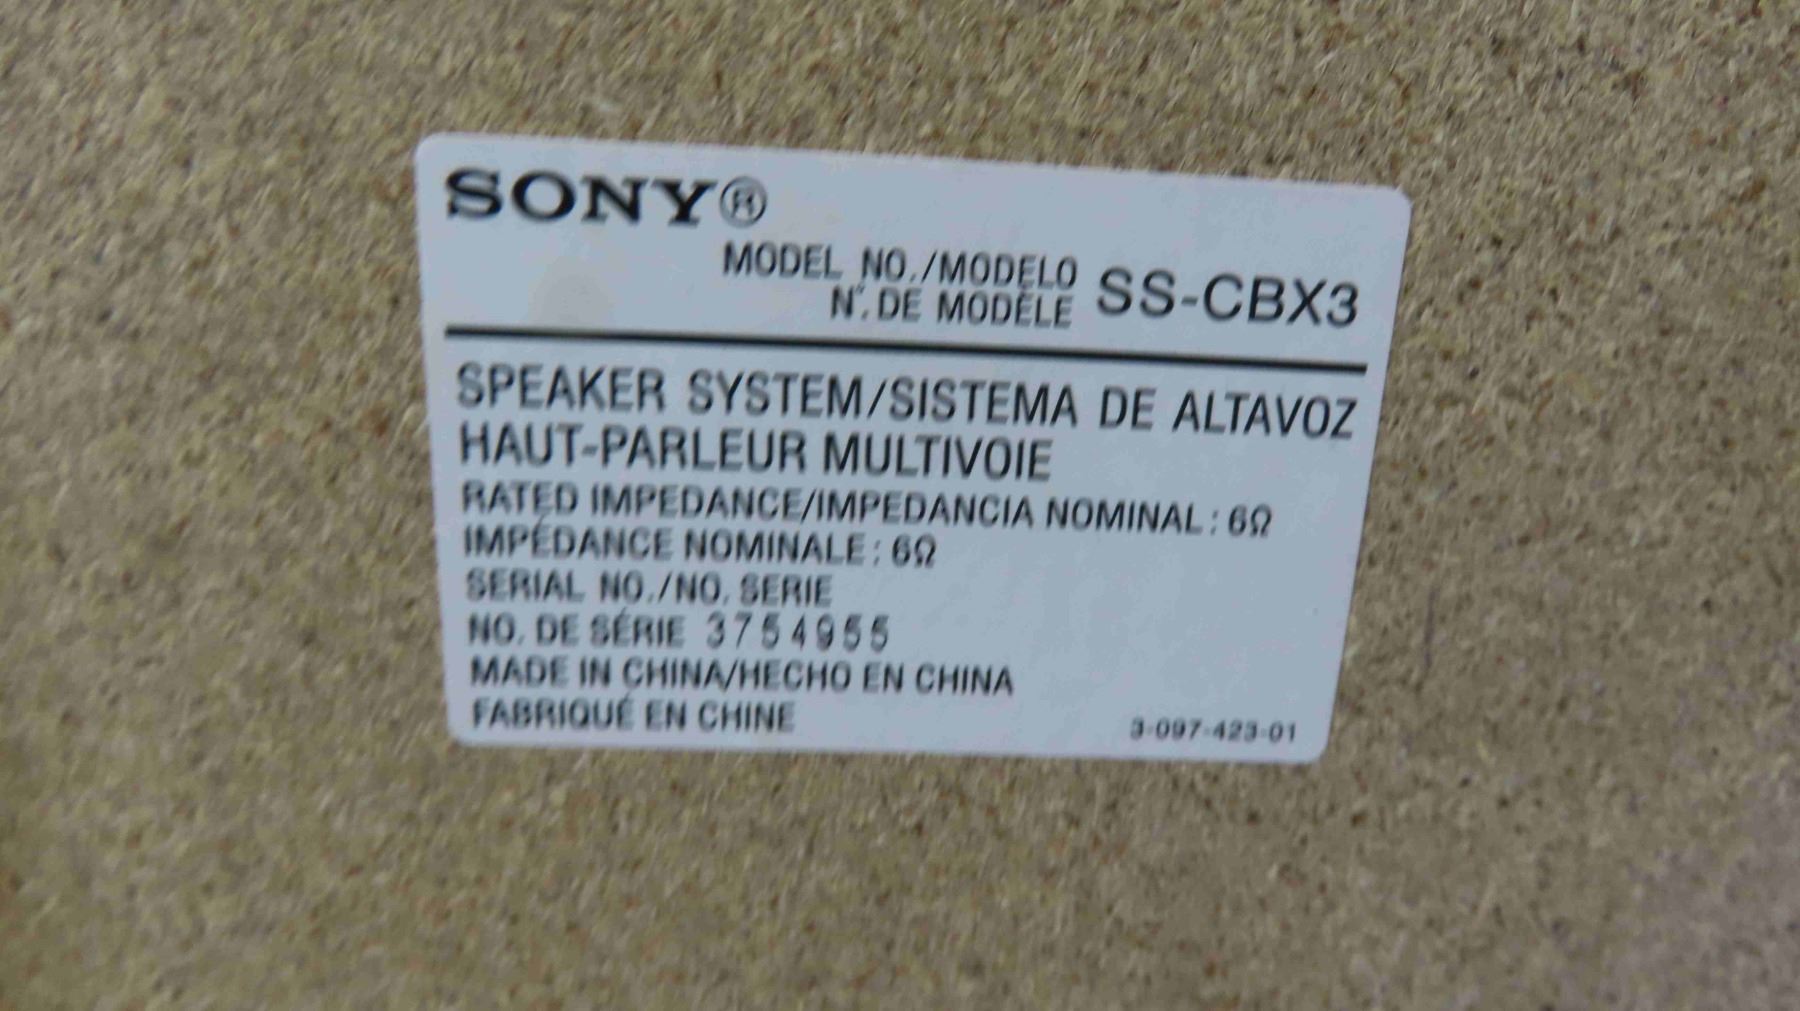 SONY®
MODEL NO./MODELO
N°. DE MODÈLE SS-CBX3
SPEAKER SYSTEM/SISTEMA DE ALTAVOZ
HAUT-PARLEUR MULTIVOIE
RATED IMPEDANCE/IMPEDANCIA NOMINAL : 6Ω
IMPÉDANCE NOMINALE : 6Ω
SERIAL NO./NO. SERIE
NO. DE SÉRIE 3754955
MADE IN CHINA/HECHO EN CHINA
FABRIQUÉ EN CHINE
3-097-423-01